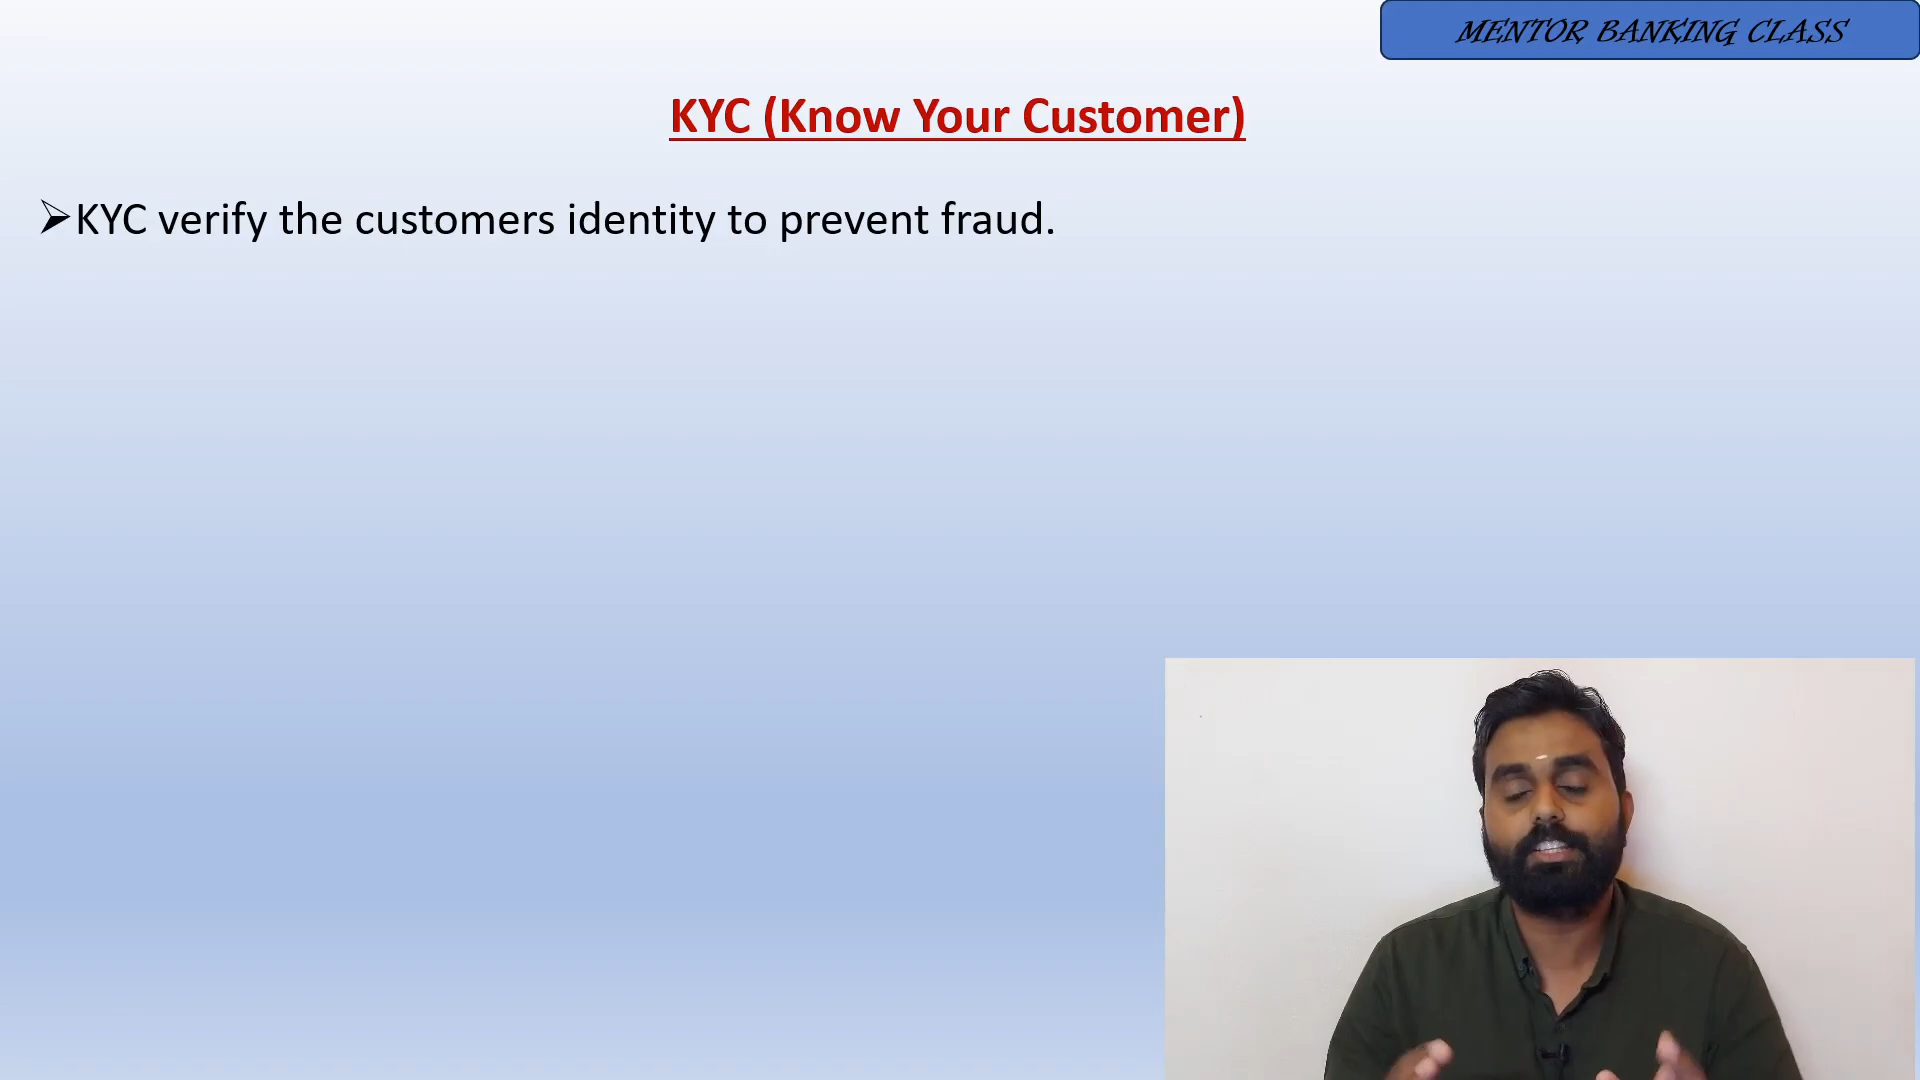 MENTOR BANKING CLASS
KYC (Know Your Customer)
➢KYC verify the customers identity to prevent fraud.